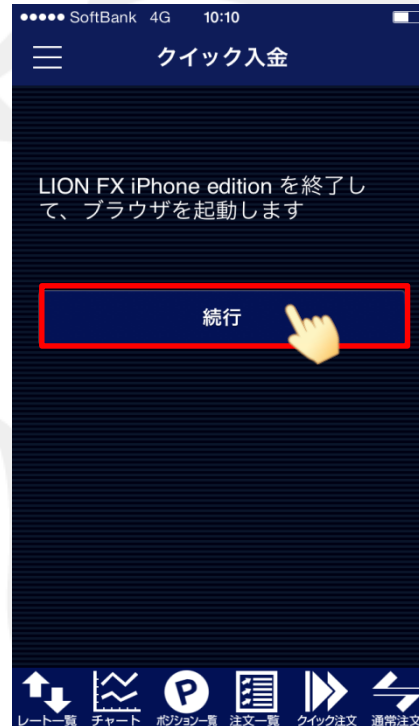 SoftBank 4G 10:10
クイック入金
LION FX iPhone edition を終了し
て、ブラウザを起動します
続行
P
レート一覧 チャート ポジション一覧 注文一覧 クイック注文 通常注文